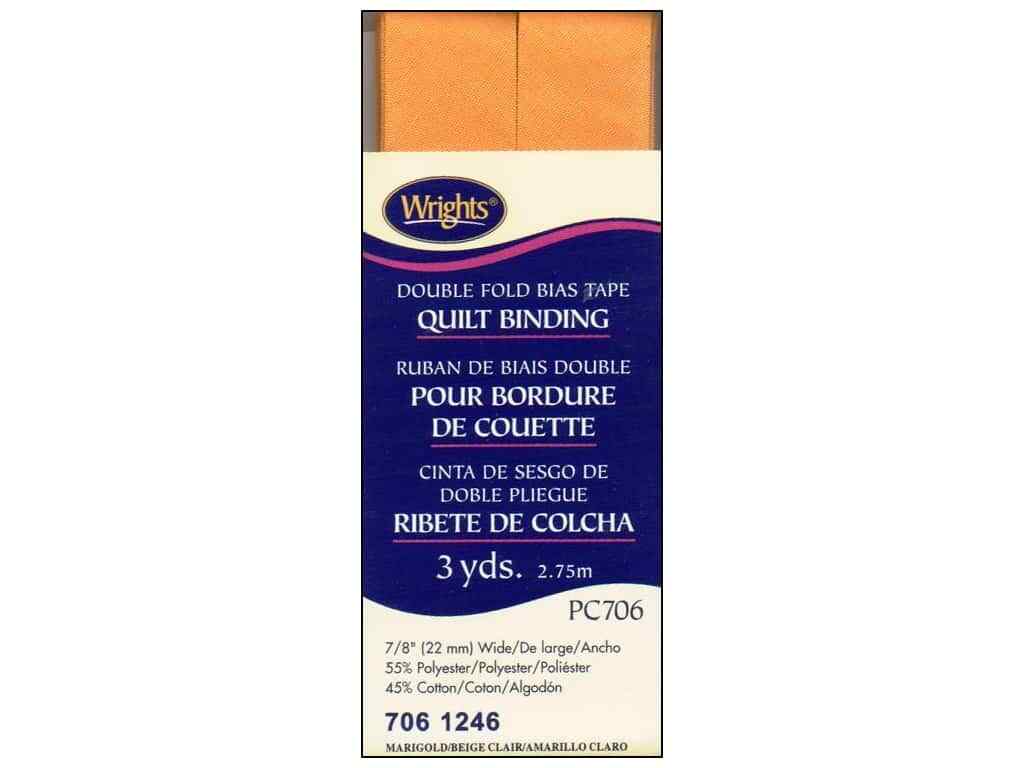 Wrights®
DOUBLE FOLD BIAS TAPE
QUILT BINDING
RUBAN DE BIAIS DOUBLE
POUR BORDURE
DE COUETTE
CINTA DE SESGO DE
DOBLE PLIEGUE
RIBETE DE COLCHA
3 yds. 2.75m
PC706
7/8" (22 mm) Wide/De large/Ancho
55% Polyester/Polyester/Poliéster
45% Cotton/Coton/Algodón
706 1246
MARIGOLD/BEIGE CLAIR/AMARILLO CLARO